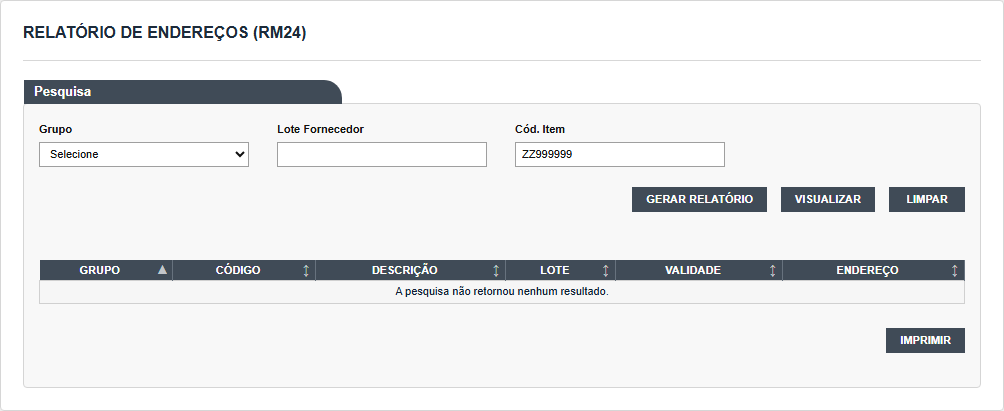 RELATÓRIO DE ENDEREÇOS (RM24)
Pesquisa
Grupo Lote Fornecedor Cód. Item
Selecione ZZ999999
GERAR RELATÓRIO VISUALIZAR LIMPAR
GRUPO CÓDIGO DESCRIÇÃO LOTE VALIDADE ENDEREÇO
A pesquisa não retornou nenhum resultado.
IMPRIMIR